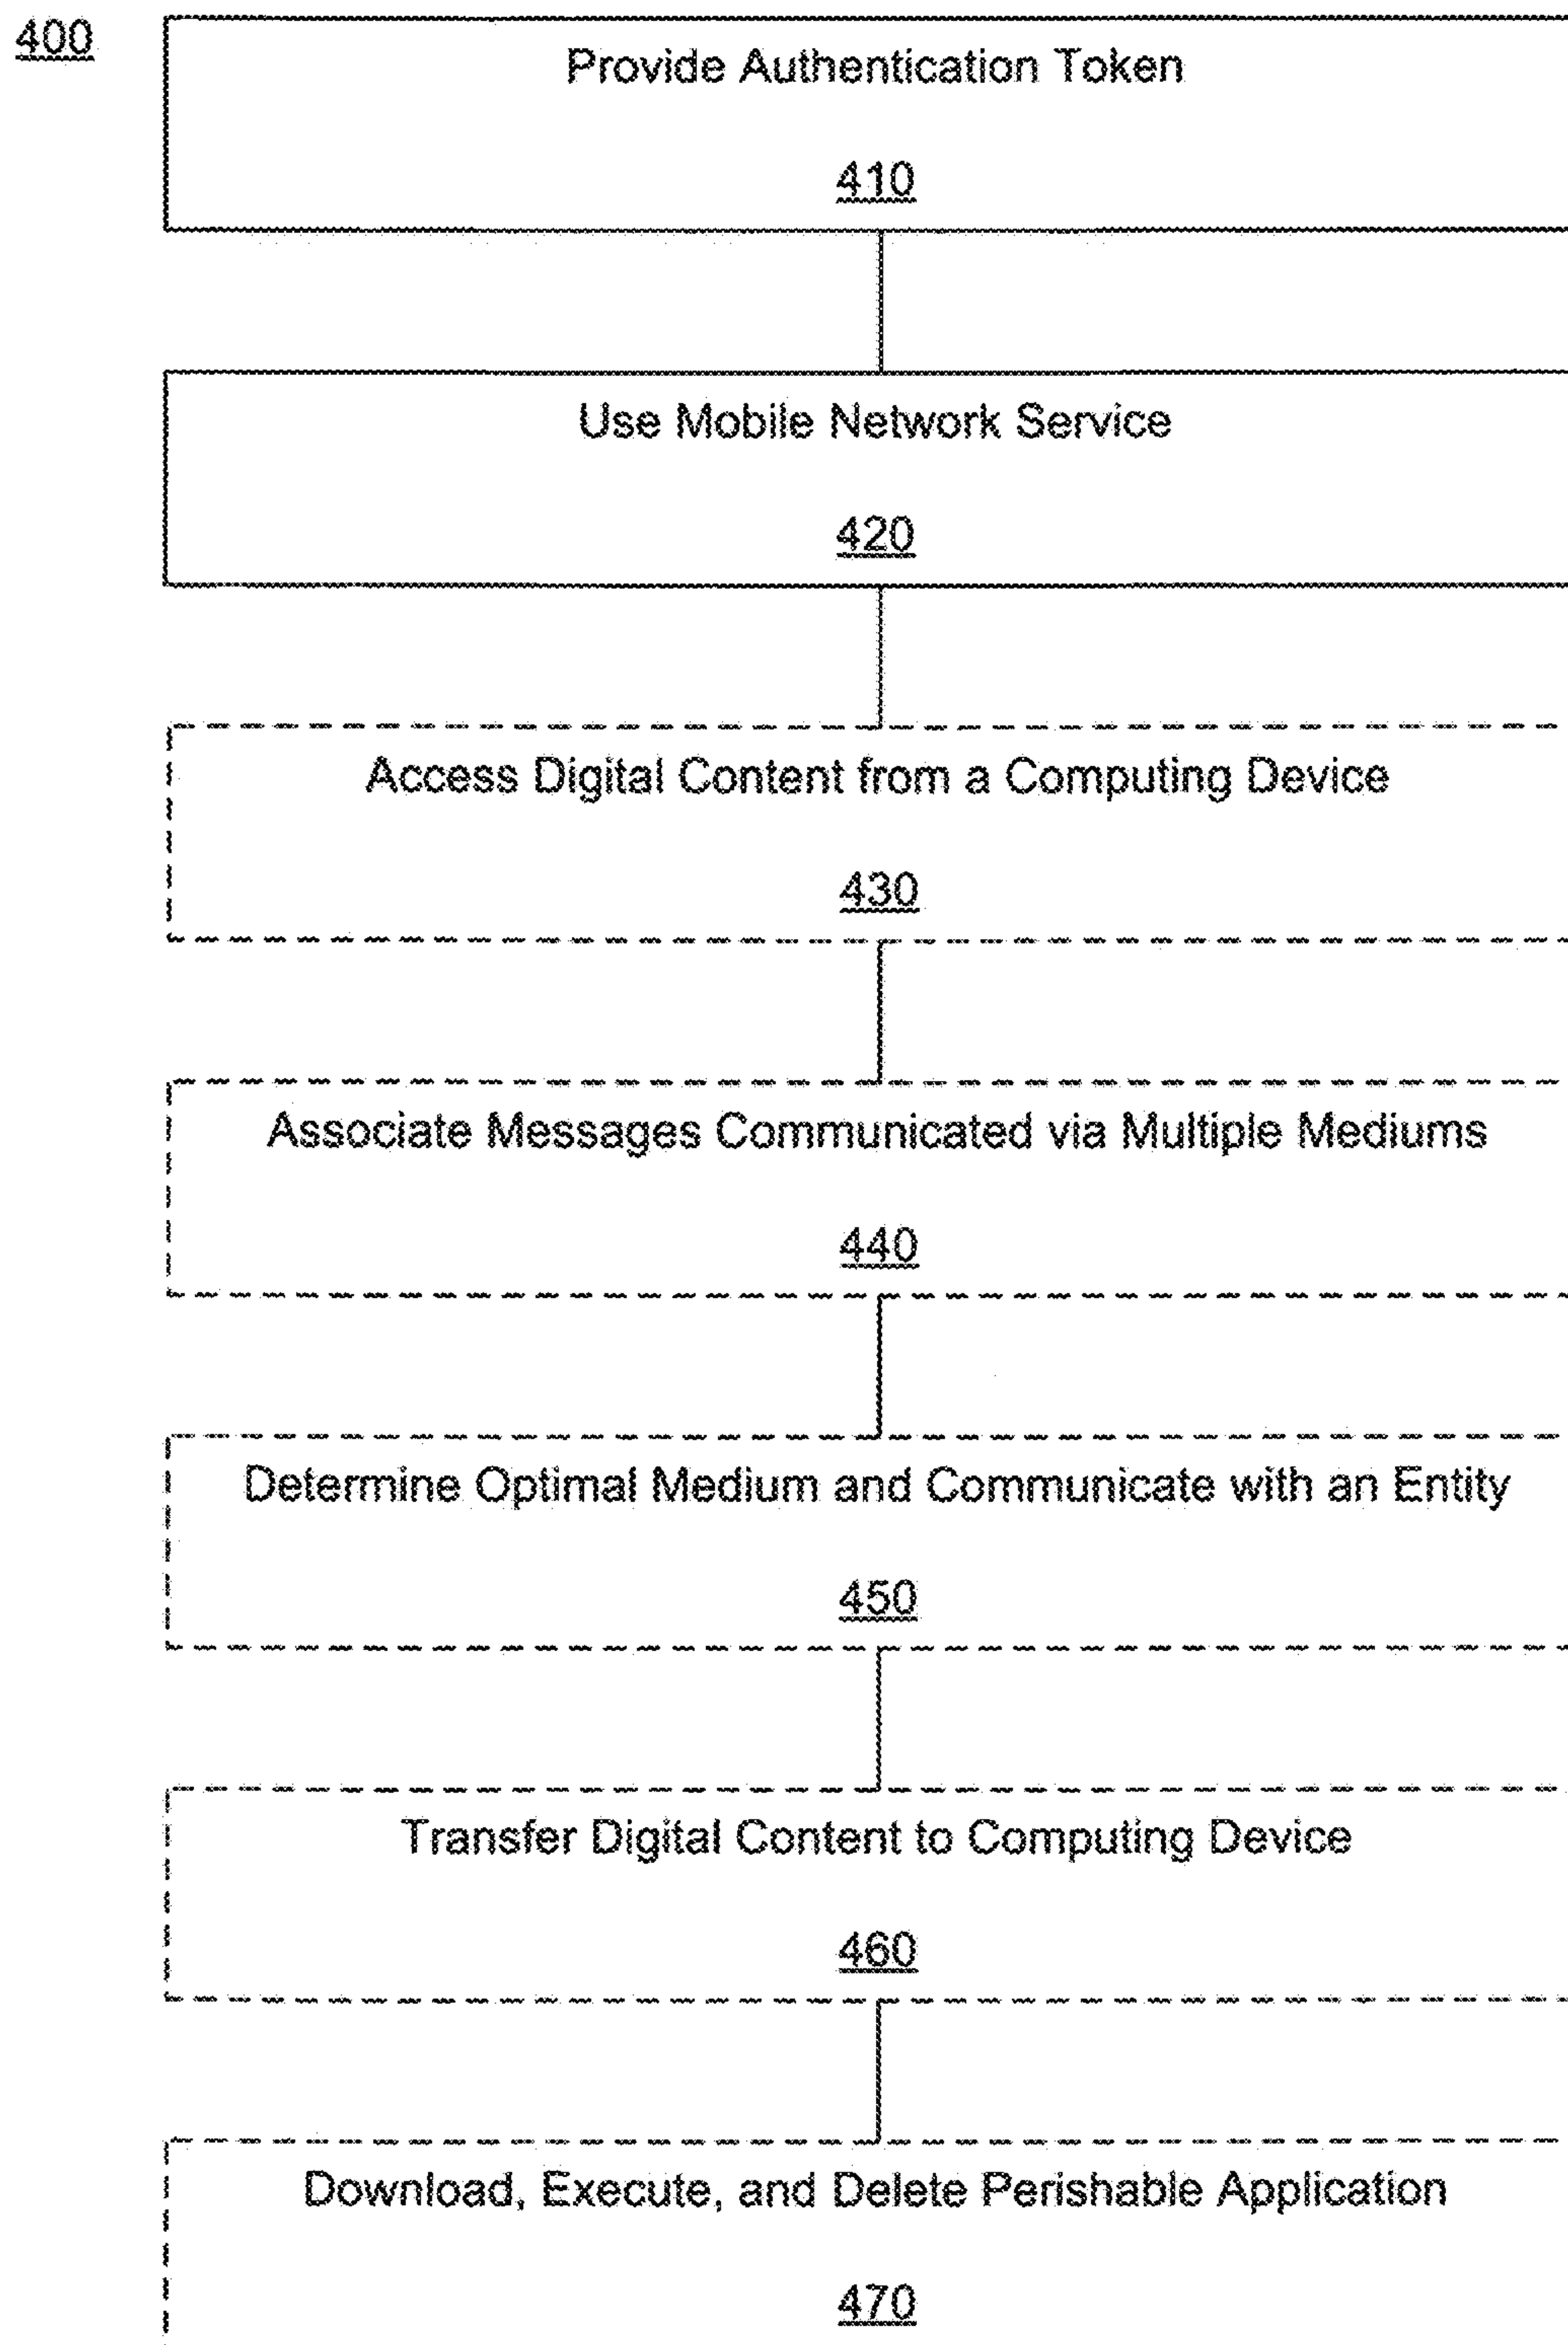 400
Provide Authentication Token
410
Use Mobile Network Service
420
Access Digital Content from a Computing Device
430
Associate Messages Communicated via Multiple Mediums
440
Determine Optimal Medium and Communicate with an Entity
450
Transfer Digital Content to Computing Device
460
Download, Execute, and Delete Perishable Application
470